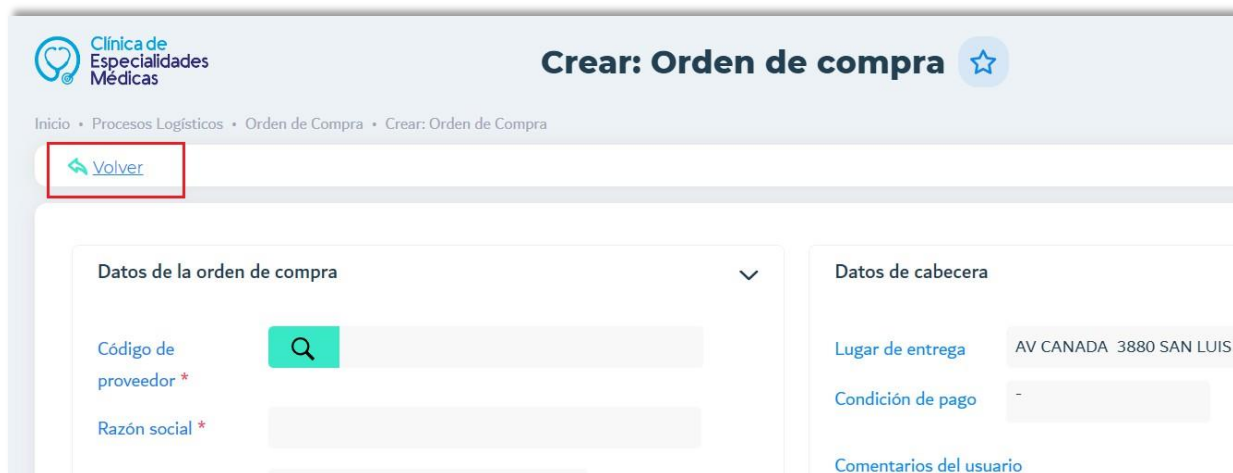 Clínica de
Especialidades
Médicas
Crear: Orden de compra
Inicio • Procesos Logísticos • Orden de Compra • Crear: Orden de Compra
Volver
Datos de la orden de compra
Código de
proveedor *
Razón social *
Datos de cabecera
Lugar de entrega AV CANADA 3880 SAN LUIS
Condición de pago -
Comentarios del usuario